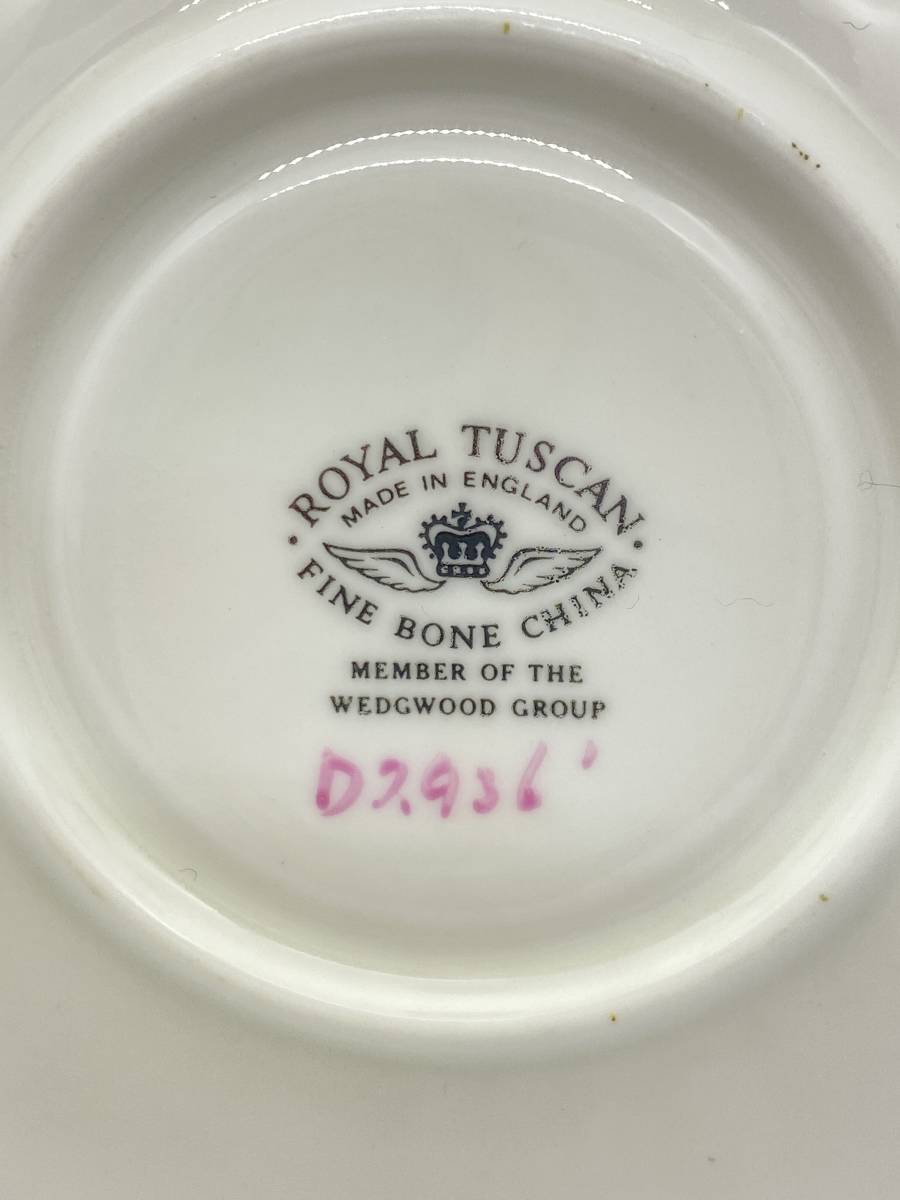 · ROYAL TUSCAN ·
MADE IN ENGLAND
FINE BONE CHINA
MEMBER OF THE
WEDGWOOD GROUP
D2936'